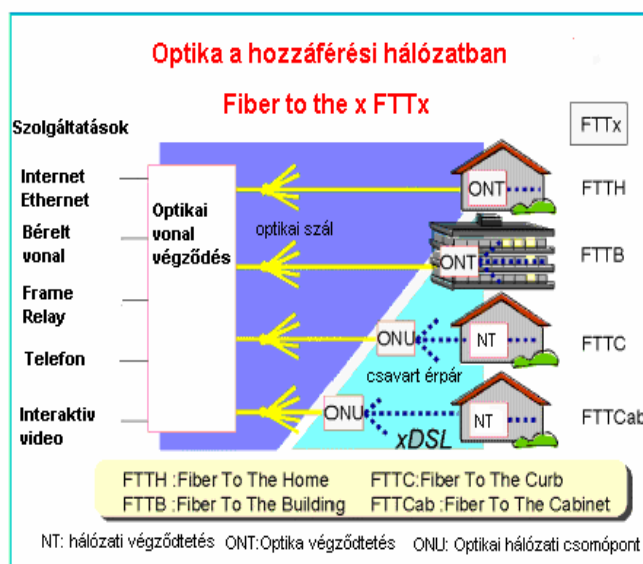 Optika a hozzáférési hálózatban
Fiber to the x FTTx
Szolgáltatások
FTTx
Internet
Ethernet
Bérelt
vonal
Frame
Relay
Telefon
Interaktiv
video
Optikai
vonal
végződés
optikai szál
ONT
FTTH
ONT
FTTB
ONU
NT
FTTC
csavart érpár
ONU
NT
FTTCab
xDSL
FTTH :Fiber To The Home FTTC:Fiber To The Curb
FTTB :Fiber To The Building FTTCab :Fiber To The Cabinet
NT: hálózati végződtetés ONT:Optika végződtetés ONU: Optikai hálózati csomópont